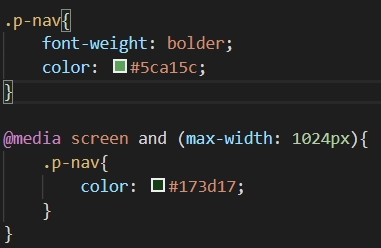 .p-nav{
    font-weight: bolder;
    color: #5ca15c;
}
@media screen and (max-width: 1024px){
    .p-nav{
        color: #173d17;
    }
}